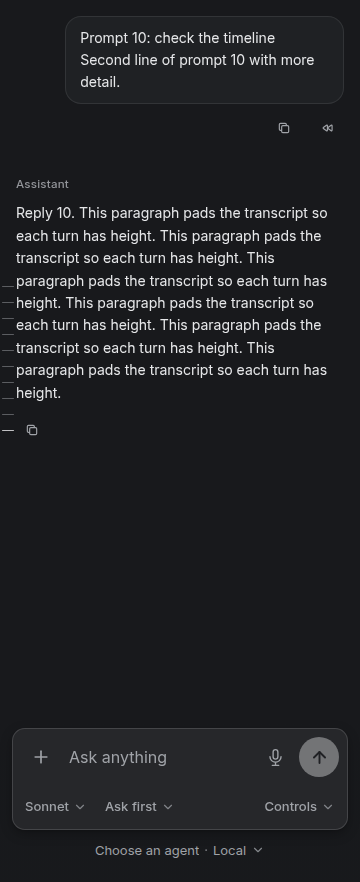 Prompt 10: check the timeline
Second line of prompt 10 with more
detail.
Assistant
Reply 10. This paragraph pads the transcript so
each turn has height. This paragraph pads the
transcript so each turn has height. This
paragraph pads the transcript so each turn has
height. This paragraph pads the transcript so
each turn has height. This paragraph pads the
transcript so each turn has height. This
paragraph pads the transcript so each turn has
height.
Ask anything
Sonnet Ask first Controls
Choose an agent · Local